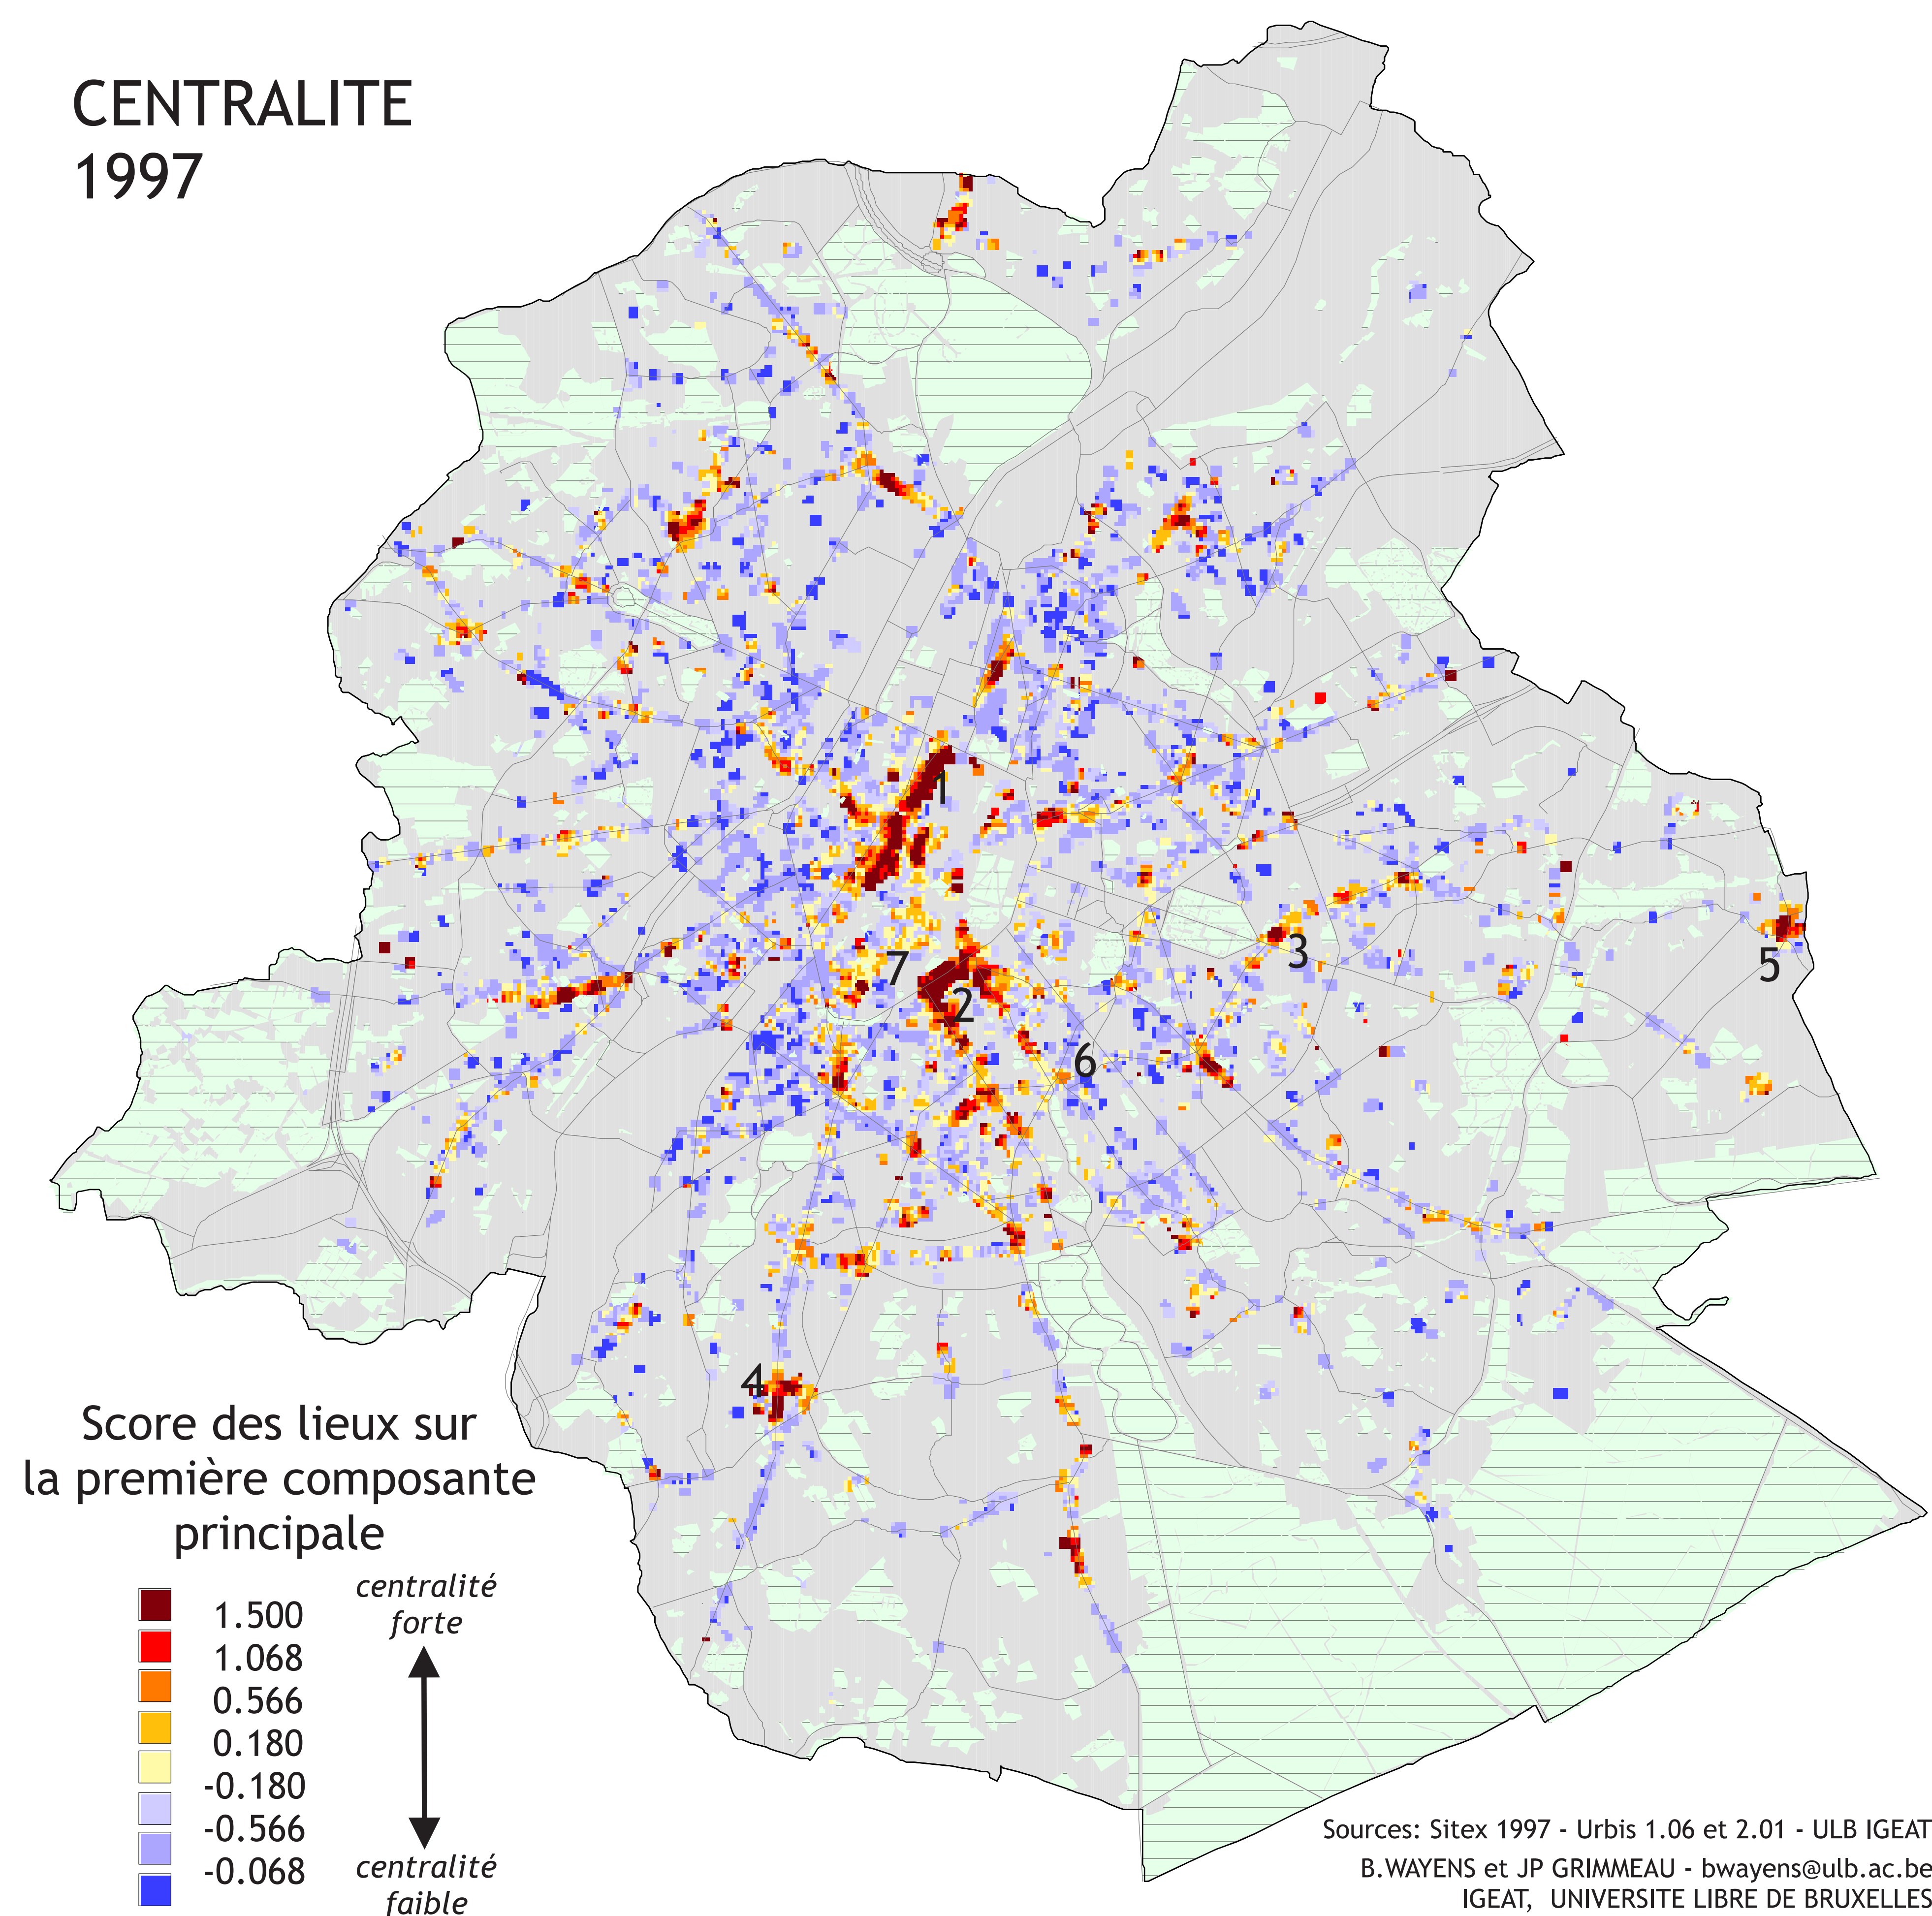 CENTRALITE
1997
1
2
3
4
5
6
7
Score des lieux sur
la première composante
principale
centralité
forte
1.500
1.068
0.566
0.180
-0.180
-0.566
-0.068
centralité
faible
Sources: Sitex 1997 - Urbis 1.06 et 2.01 - ULB IGEAT
B.WAYENS et JP GRIMMEAU - bwayens@ulb.ac.be
IGEAT, UNIVERSITE LIBRE DE BRUXELLES